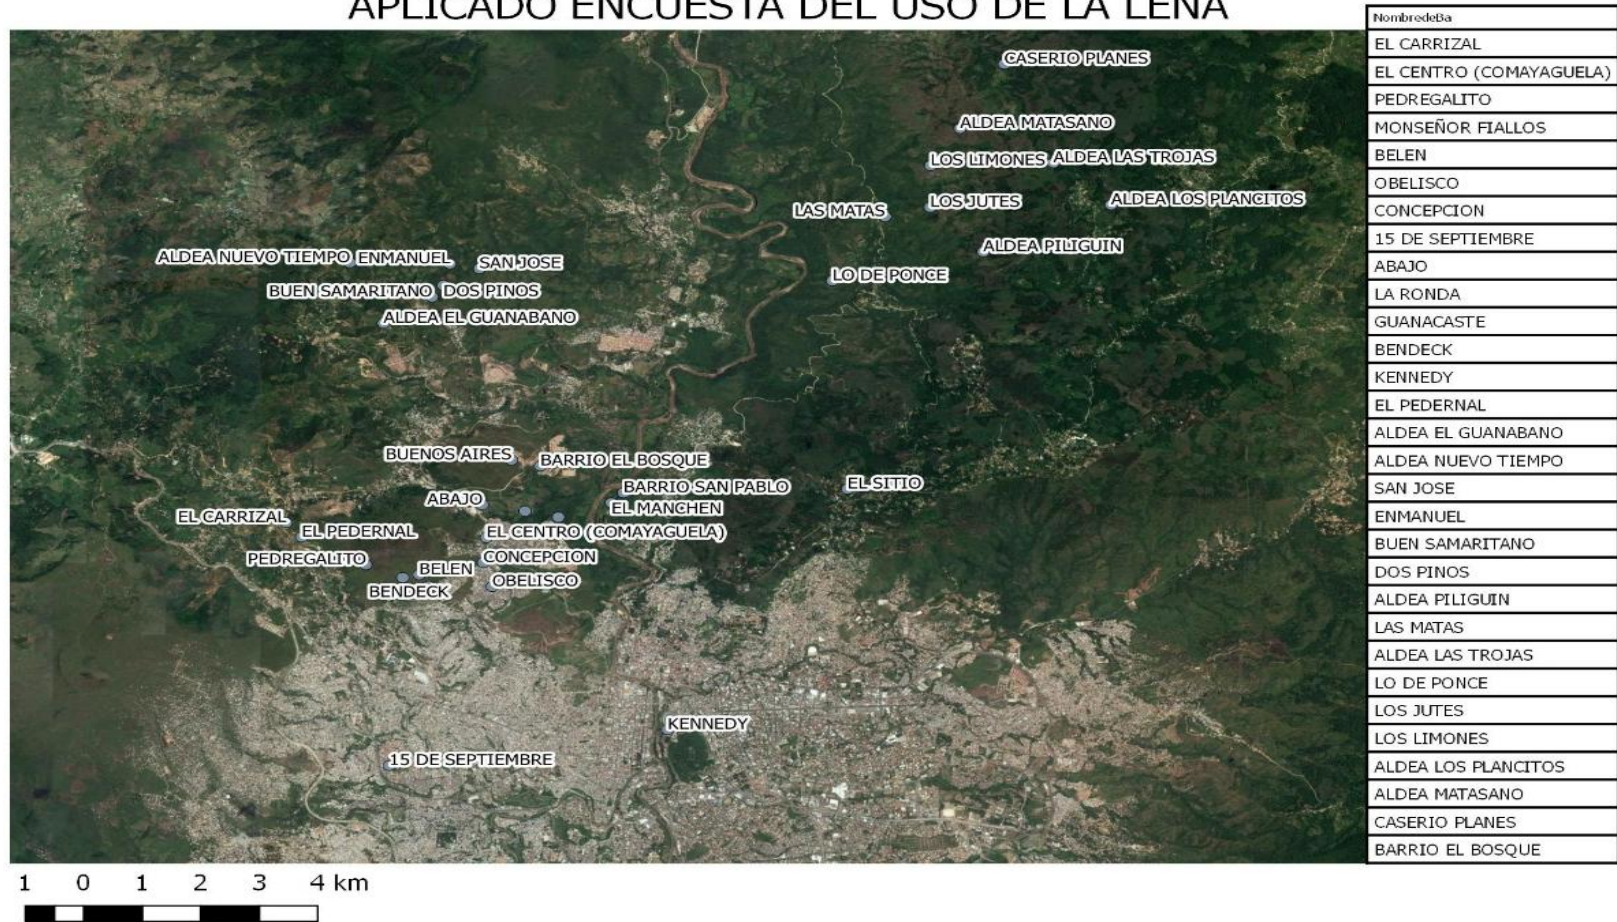 APLICADO ENCUESTA DEL USO DE LA LEÑA
NombredeBa
EL CARRIZAL
EL CENTRO (COMAYAGUELA)
PEDREGALITO
MONSEÑOR FIALLOS
BELEN
OBELISCO
CONCEPCION
15 DE SEPTIEMBRE
ABAJO
LA RONDA
GUANACASTE
BENDECK
KENNEDY
EL PEDERNAL
ALDEA EL GUANABANO
ALDEA NUEVO TIEMPO
SAN JOSE
ENMANUEL
BUEN SAMARITANO
DOS PINOS
ALDEA PILIGUIN
LAS MATAS
ALDEA LAS TROJAS
LO DE PONCE
LOS JUTES
LOS LIMONES
ALDEA LOS PLANCITOS
ALDEA MATASANO
CASERIO PLANES
BARRIO EL BOSQUE
CASERIO PLANES
ALDEA MATASANO
LOS LIMONES ALDEA LAS TROJAS
LAS MATAS LOS JUTES ALDEA LOS PLANCITOS
ALDEA PILIGUIN
ALDEA NUEVO TIEMPO ENMANUEL SAN JOSE
LO DE PONCE
BUEN SAMARITANO DOS PINOS
ALDEA EL GUANABANO
BUENOS AIRES BARRIO EL BOSQUE
EL SITIO
BARRIO SAN PABLO
ABAJO EL MANCHEN
EL CARRIZAL
EL PEDERNAL EL CENTRO (COMAYAGUELA)
PEDREGALITO CONCEPCION
BELEN
OBELISCO
BENDECK
KENNEDY
15 DE SEPTIEMBRE
1 0 1 2 3 4 km